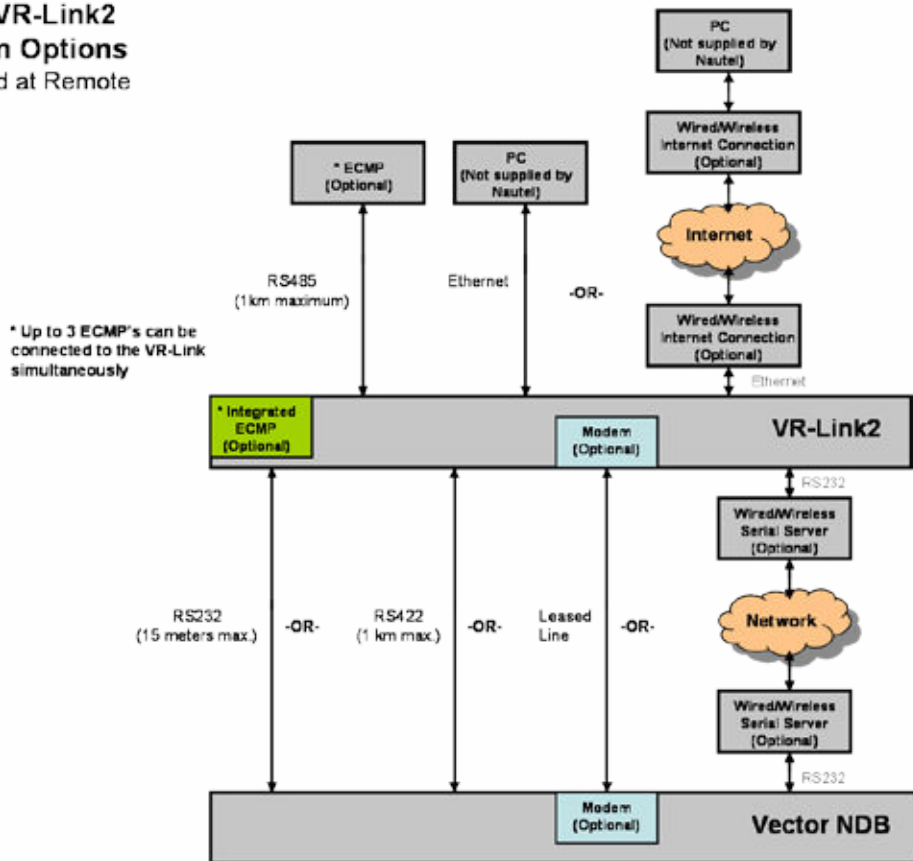 VR-Link2
n Options
d at Remote
PC
(Not supplied by
Nautel)
Wired/Wireless
Internet Connection
(Optional)
* ECMP
(Optional)
PC
(Not supplied by
Nautel)
Internet
RS485
(1km maximum)
Ethernet
-OR-
Wired/Wireless
Internet Connection
(Optional)
* Up to 3 ECMP's can be
connected to the VR-Link
simultaneously
Ethernet
* Integrated
ECMP
(Optional)
Modem
(Optional)
VR-Link2
RS232
Wired/Wireless
Serial Server
(Optional)
RS232
(15 meters max.)
-OR-
RS422
(1 km max.)
-OR-
Leased
Line
-OR-
Network
Wired/Wireless
Serial Server
(Optional)
RS232
Modem
(Optional)
Vector NDB